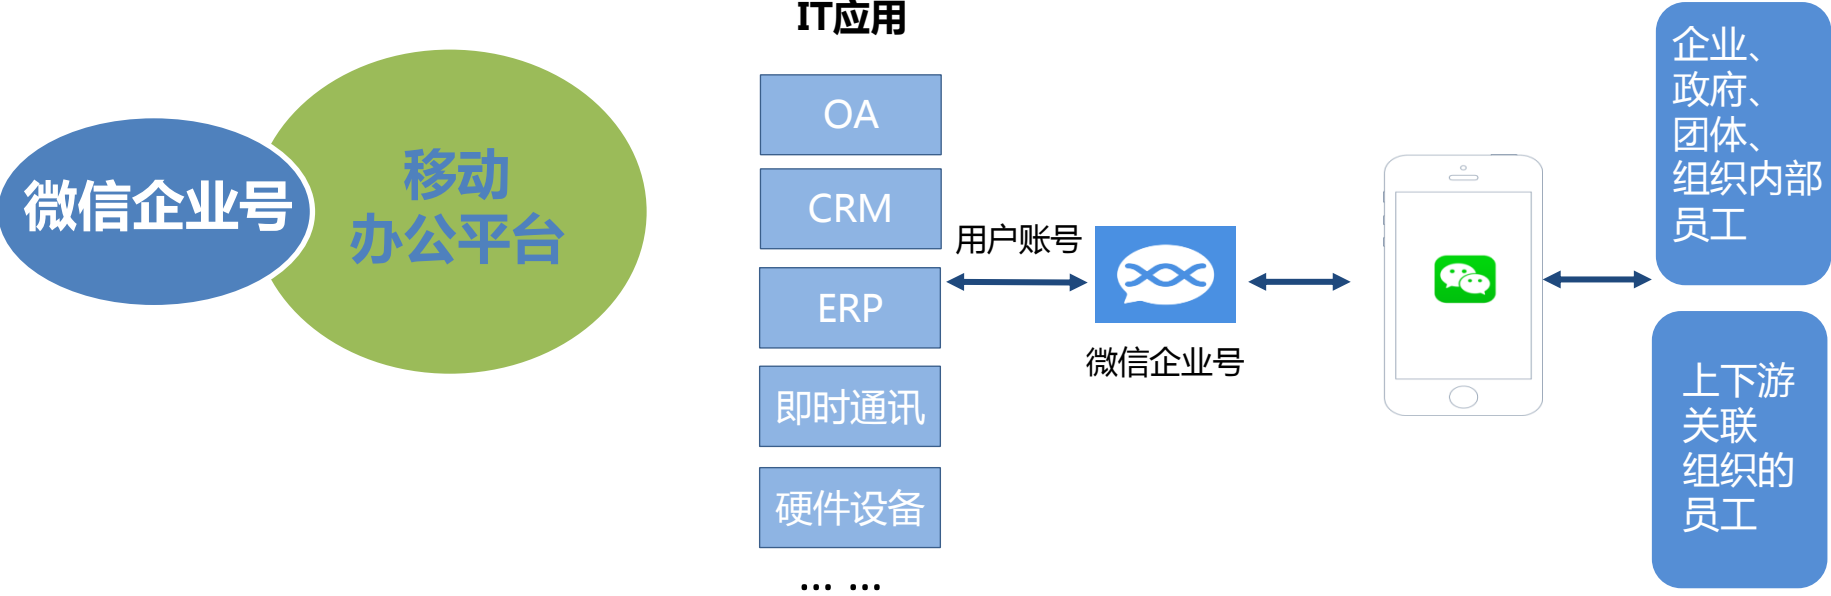 微信企业号
移动
办公平台
IT应用
OA
CRM
ERP
即时通讯
硬件设备
... ...
用户账号
微信企业号
企业、
政府、
团体、
组织内部
员工
上下游
关联
组织的
员工